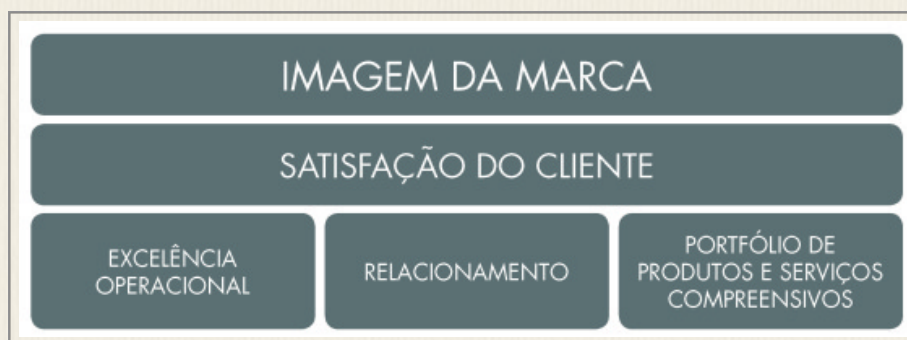 IMAGEM DA MARCA
SATISFAÇÃO DO CLIENTE
EXCELÊNCIA
OPERACIONAL
RELACIONAMENTO
PORTFÓLIO DE
PRODUTOS E SERVIÇOS
COMPREENSIVOS